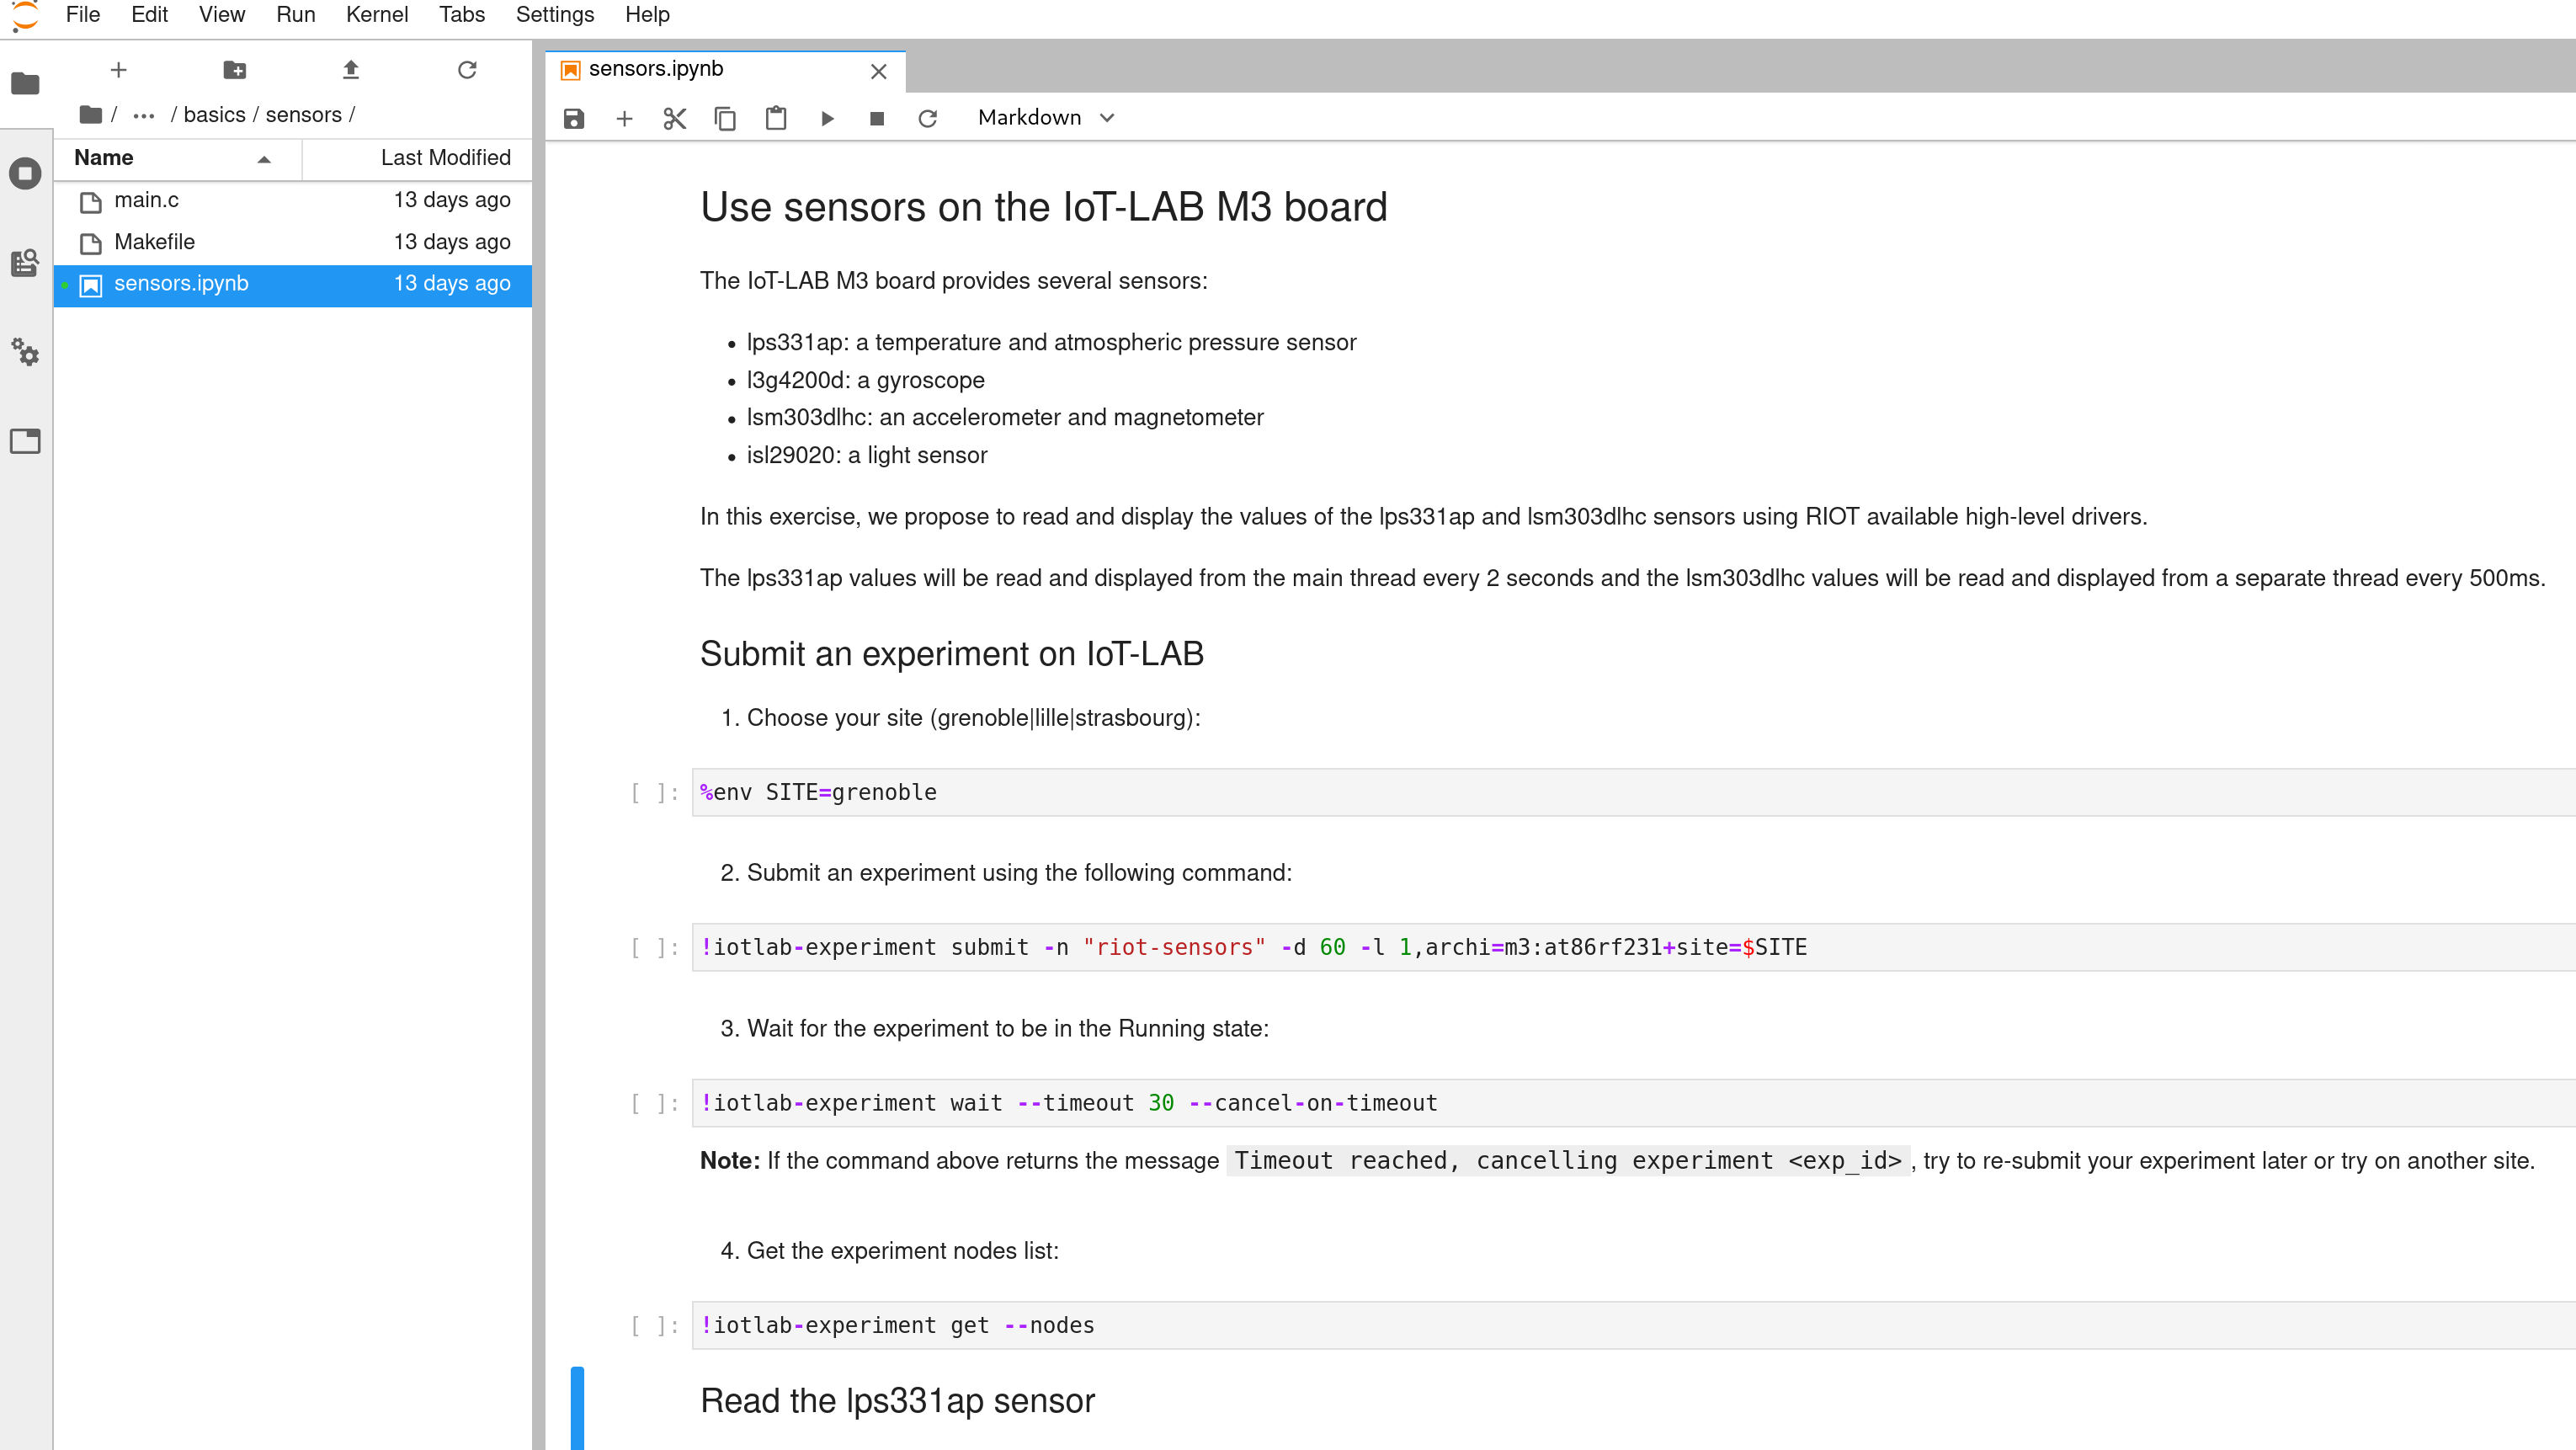 File Edit View Run Kernel Tabs Settings Help
/ ··· / basics / sensors /
Name Last Modified
main.c 13 days ago
Makefile 13 days ago
sensors.ipynb 13 days ago
sensors.ipynb
Markdown
Use sensors on the IoT-LAB M3 board
The IoT-LAB M3 board provides several sensors:
• lps331ap: a temperature and atmospheric pressure sensor
• l3g4200d: a gyroscope
• lsm303dlhc: an accelerometer and magnetometer
• isl29020: a light sensor
In this exercise, we propose to read and display the values of the lps331ap and lsm303dlhc sensors using RIOT available high-level drivers.
The lps331ap values will be read and displayed from the main thread every 2 seconds and the lsm303dlhc values will be read and displayed from a separate thread every 500ms.
Submit an experiment on IoT-LAB
1. Choose your site (grenoble|lille|strasbourg):
[ ]: %env SITE=grenoble
2. Submit an experiment using the following command:
[ ]: !iotlab-experiment submit -n "riot-sensors" -d 60 -l 1,archi=m3:at86rf231+site=$SITE
3. Wait for the experiment to be in the Running state:
[ ]: !iotlab-experiment wait --timeout 30 --cancel-on-timeout
Note: If the command above returns the message Timeout reached, cancelling experiment <exp_id> , try to re-submit your experiment later or try on another site.
4. Get the experiment nodes list:
[ ]: !iotlab-experiment get --nodes
Read the lps331ap sensor